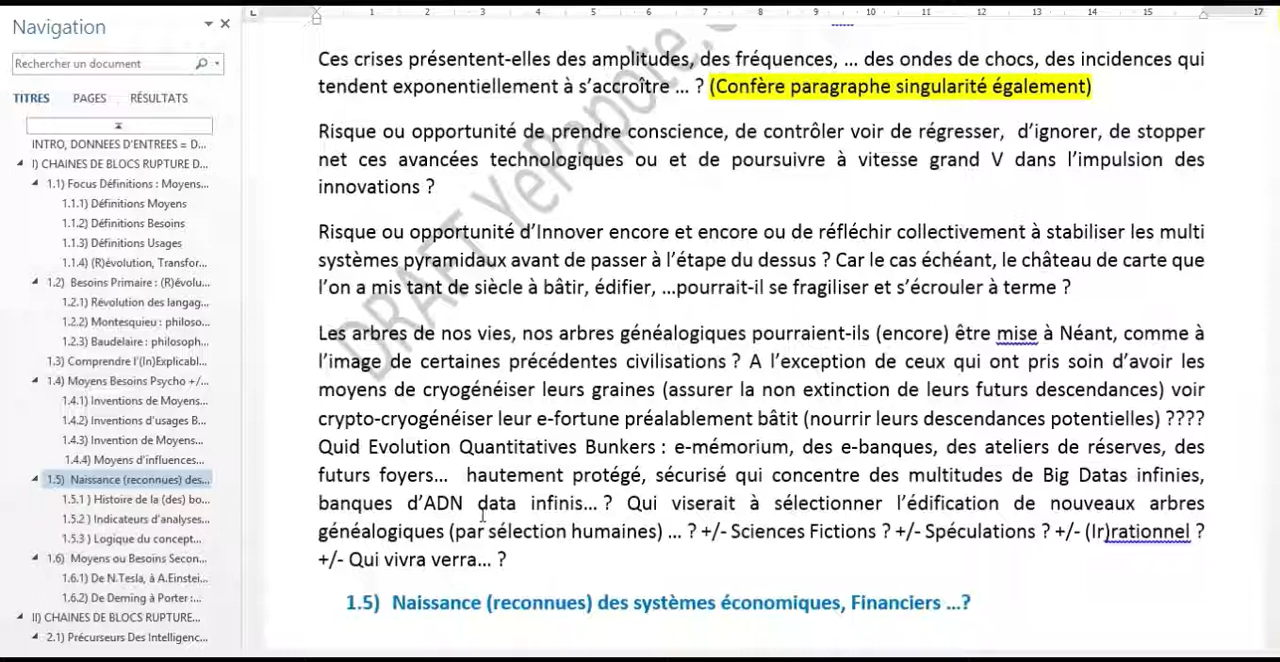 Navigation
Rechercher un document
TITRES PAGES RÉSULTATS
INTRO, DONNEES D'ENTREES = D...
I) CHAINES DE BLOCS RUPTURE D...
1.1) Focus Définitions : Moyens...
1.1.1) Définitions Moyens
1.1.2) Définitions Besoins
1.1.3) Définitions Usages
1.1.4) (R)évolution, Transfor...
1.2) Besoins Primaire : (R)évolu...
1.2.1) Révolution des langag...
1.2.2) Montesquieu : philoso...
1.2.3) Baudelaire : philosoph...
1.3) Comprendre l'(In)Explicabl...
1.4) Moyens Besoins Psycho +/...
1.4.1) Inventions de Moyens...
1.4.2) Inventions d'usages B...
1.4.3) Invention de Moyens...
1.4.4) Moyens d'influences...
1.5) Naissance (reconnues) des...
1.5.1 ) Histoire de la (des) bo...
1.5.2 ) Indicateurs d'analyses...
1.5.3 ) Logique du concept...
1.6) Moyens ou Besoins Secon...
1.6.1) De N.Tesla, à A.Einstei...
1.6.2) De Deming à Porter :...
II) CHAINES DE BLOCS RUPTURE...
2.1) Précurseurs Des Intelligenc...
1 2 3 4 5 6 7 8 9 10 11 12 13 14 15 17
Ces crises présentent-elles des amplitudes, des fréquences, ... des ondes de chocs, des incidences qui
tendent exponentiellement à s'accroître ... ? (Confère paragraphe singularité également)
Risque ou opportunité de prendre conscience, de contrôler voir de régresser, d'ignorer, de stopper
net ces avancées technologiques ou et de poursuivre à vitesse grand V dans l'impulsion des
innovations ?
Risque ou opportunité d'Innover encore et encore ou de réfléchir collectivement à stabiliser les multi
systèmes pyramidaux avant de passer à l'étape du dessus ? Car le cas échéant, le château de carte que
l'on a mis tant de siècle à bâtir, édifier, ...pourrait-il se fragiliser et s'écrouler à terme ?
Les arbres de nos vies, nos arbres généalogiques pourraient-ils (encore) être mise à Néant, comme à
l'image de certaines précédentes civilisations ? A l'exception de ceux qui ont pris soin d'avoir les
moyens de cryogénéiser leurs graines (assurer la non extinction de leurs futurs descendances) voir
crypto-cryogénéiser leur e-fortune préalablement bâtit (nourrir leurs descendances potentielles) ????
Quid Evolution Quantitatives Bunkers : e-mémorium, des e-banques, des ateliers de réserves, des
futurs foyers... hautement protégé, sécurisé qui concentre des multitudes de Big Datas infinies,
banques d'ADN data infinis... ? Qui viserait à sélectionner l'édification de nouveaux arbres
généalogiques (par sélection humaines) ... ? +/- Sciences Fictions ? +/- Spéculations ? +/- (Ir)rationnel ?
+/- Qui vivra verra... ?
1.5) Naissance (reconnues) des systèmes économiques, Financiers ...?
DRAFT YePapote.